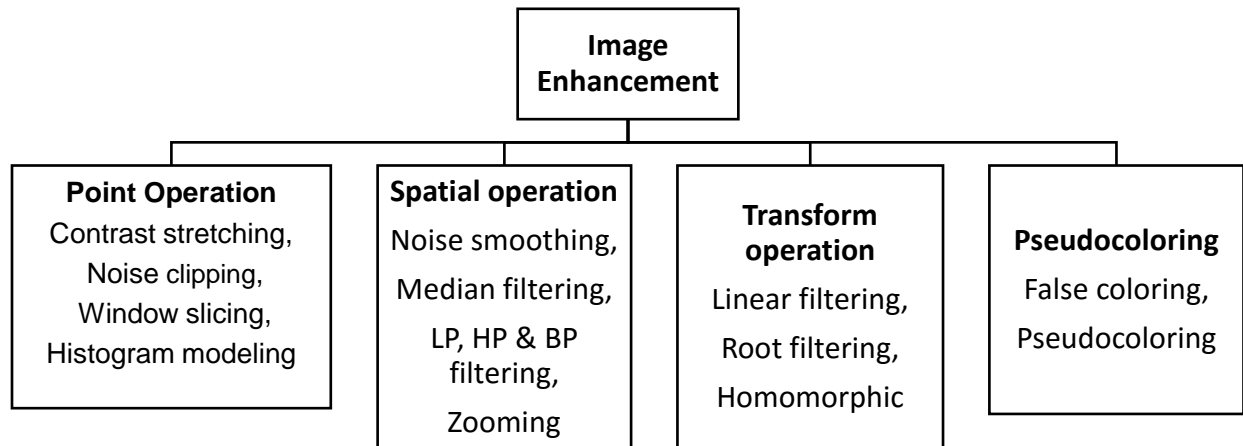 Image
Enhancement
Point Operation
Contrast stretching,
Noise clipping,
Window slicing,
Histogram modeling
Spatial operation
Noise smoothing,
Median filtering,
LP, HP & BP
filtering,
Zooming
Transform
operation
Linear filtering,
Root filtering,
Homomorphic
Pseudocoloring
False coloring,
Pseudocoloring